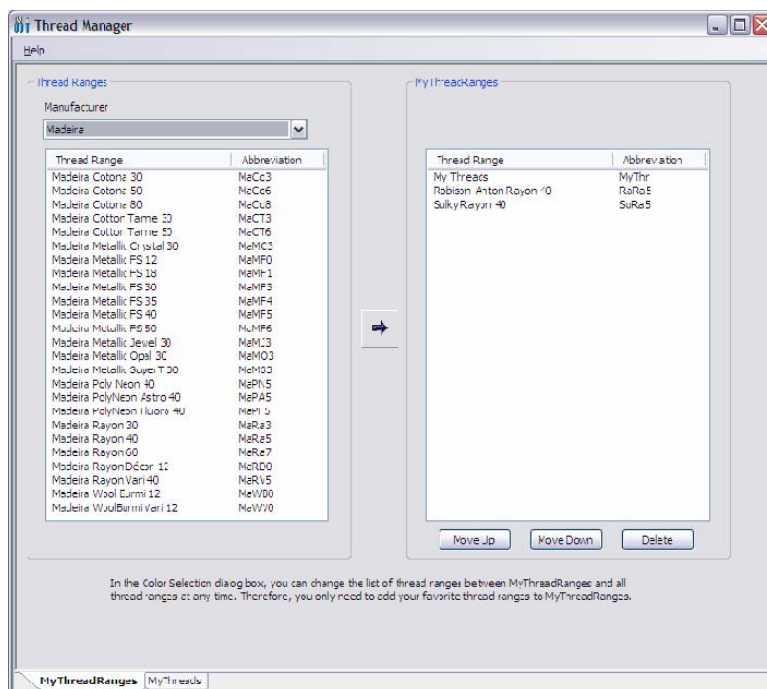 Thread Manager
Help
Thread Ranges
Manufacturer
Madeira
Thread Range Abbreviation
Madeira Cotona 30 MaCo3
Madeira Cotona 50 MaCo6
Madeira Cotona 80 MaCo8
Madeira Cotton Tame 30 MaCT3
Madeira Cotton Tame 50 MaCT6
Madeira Metallic Crystal 30 MaMC3
Madeira Metallic FS 12 MaMF0
Madeira Metallic FS 18 MaMF1
Madeira Metallic FS 30 MaMF3
Madeira Metallic FS 35 MaMF4
Madeira Metallic FS 40 MaMF5
Madeira Metallic FS 50 MaMF6
Madeira Metallic Jewel 30 MaMJ3
Madeira Metallic Opal 30 MaMO3
Madeira Metallic SuperT 30 MaMS3
Madeira Poly Neon 40 MaPN5
Madeira PolyNeon Astro 40 MaPA5
Madeira PolyNeon Fluoro 40 MaPF5
Madeira Rayon 30 MaRa3
Madeira Rayon 40 MaRa5
Madeira Rayon 60 MaRa7
Madeira Rayon Décor 12 MaRD0
Madeira Rayon Vari 40 MaRV5
Madeira Wool Burmi 12 MaWB0
Madeira WoolBurmiVari 12 MaWV0
MyThreadRanges
Thread Range Abbreviation
My Threads MyThr
Robison-Anton Rayon 40 RaRa5
Sulky Rayon 40 SuRa5
Move Up Move Down Delete
In the Color Selection dialog box, you can change the list of thread ranges between MyThreadRanges and all
thread ranges at any time. Therefore, you only need to add your favorite thread ranges to MyThreadRanges.
MyThreadRanges MyThreads